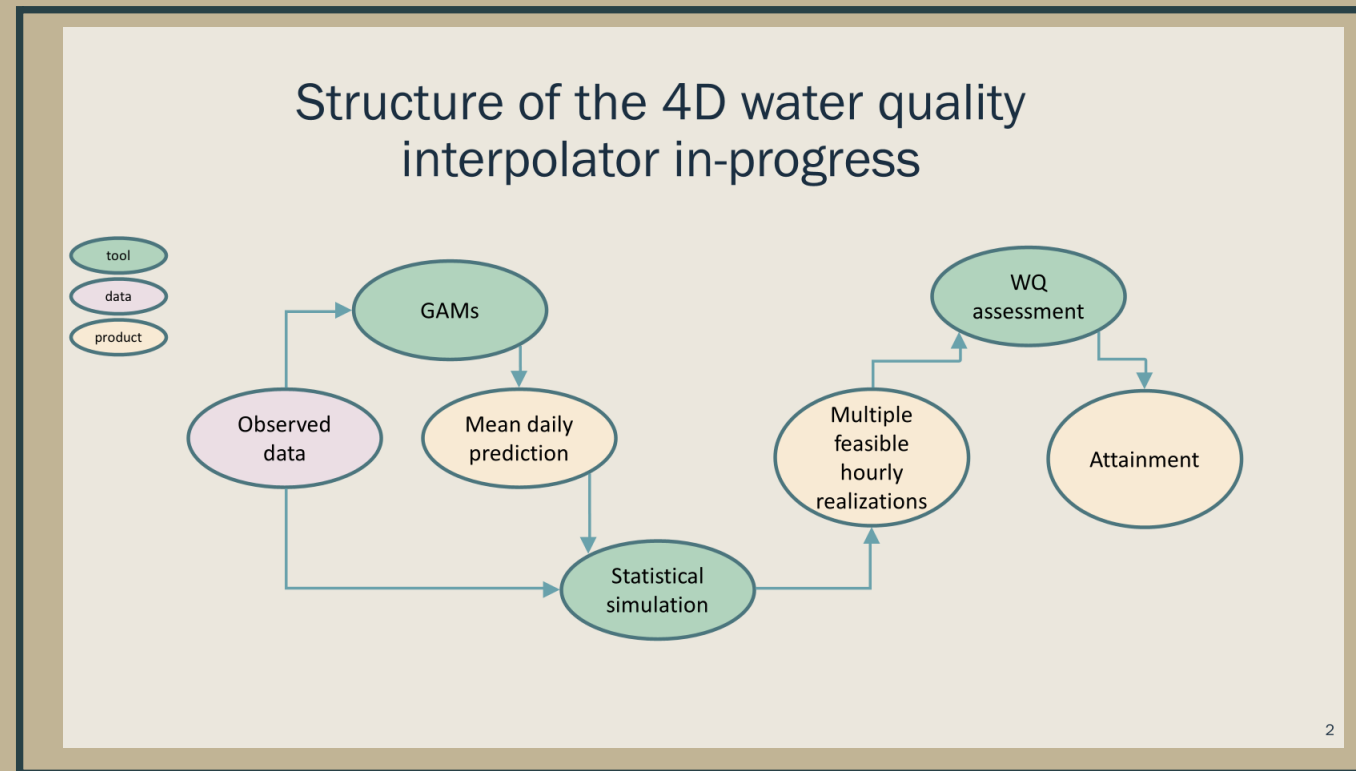 Structure of the 4D water quality
interpolator in-progress
tool
data
product
GAMs
WQ
assessment
Observed
data
Mean daily
prediction
Multiple
feasible
hourly
realizations
Attainment
Statistical
simulation
2